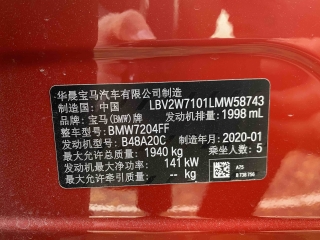 华晨宝马汽车有限公司制造
制造国：中国 LBV2W7101LMW58743
品牌：宝马(BMW)牌 发动机排量：1998 mL
整车型号：BMW7204FF
发动机型号：B48A20C 制造年月：2020-01
最大允许总质量：1940 kg 乘坐人数：5
发动机最大净功率：141 kW
最大允许牵引质量：-- kg
A75